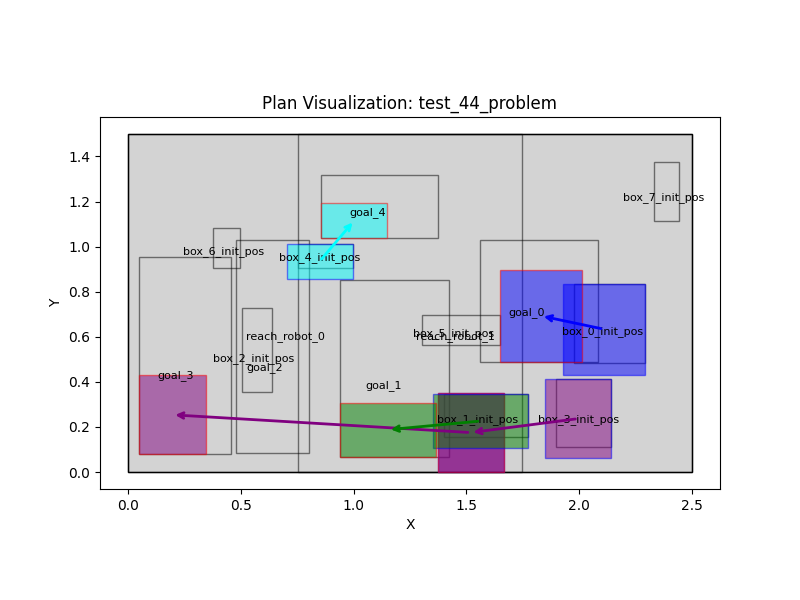 Plan Visualization: test_44_problem
Y
1.4
1.2
1.0
0.8
0.6
0.4
0.2
0.0
box_7_init_pos
goal_4
box_6_init_pos
box_4_init_pos
goal_0
box_5_init_pos
box_0_init_pos
reach_robot_0
reach_robot_1
box_2_init_pos
goal_2
goal_3
goal_1
box_1_init_pos
box_3_init_pos
0.0
0.5
1.0
1.5
2.0
2.5
X